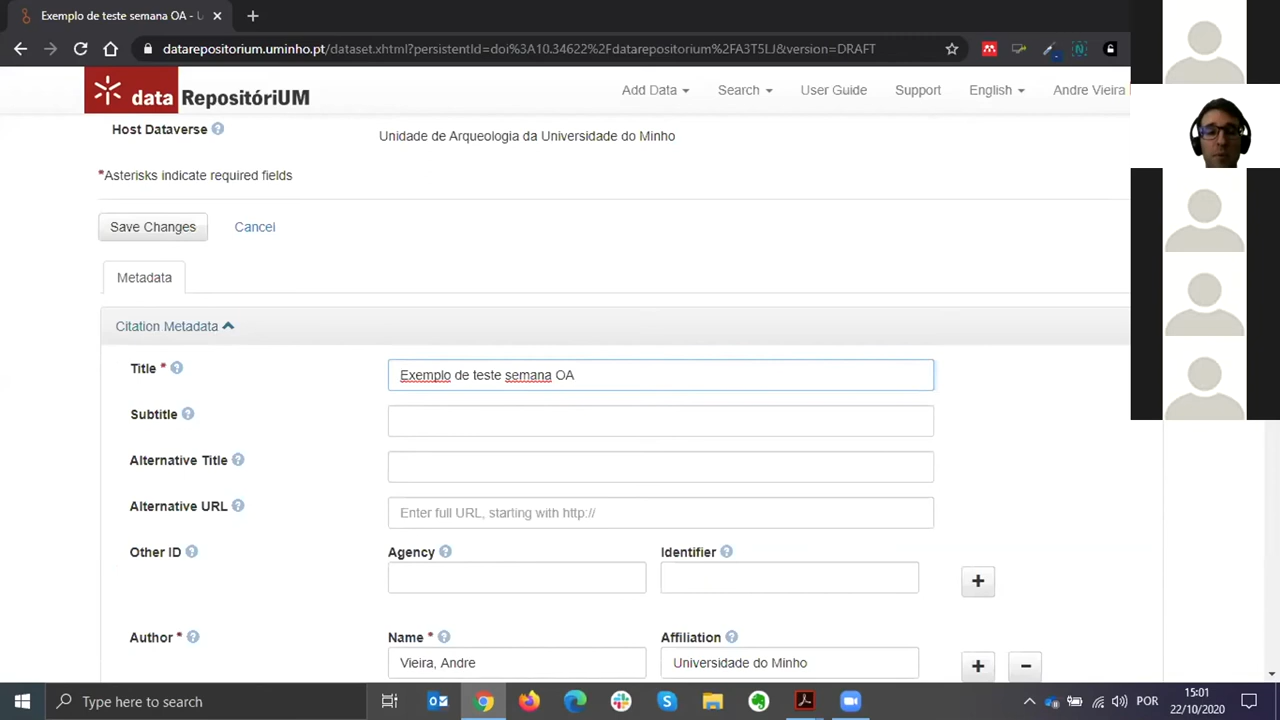 Exemplo de teste semana OA - U
datarepositorium.uminho.pt/dataset.xhtml?persistentId=doi%3A10.34622%2Fdatarepositorium%2FA3T5LJ&version=DRAFT
data RepositóriUM
Add Data Search User Guide Support English Andre Vieira
Host Dataverse Unidade de Arqueologia da Universidade do Minho
*Asterisks indicate required fields
Save Changes Cancel
Metadata
Citation Metadata
Title * Exemplo de teste semana OA
Subtitle
Alternative Title
Alternative URL Enter full URL, starting with http://
Other ID Agency Identifier
Author * Name * Affiliation
Vieira, Andre Universidade do Minho
Type here to search
POR
15:01
22/10/2020